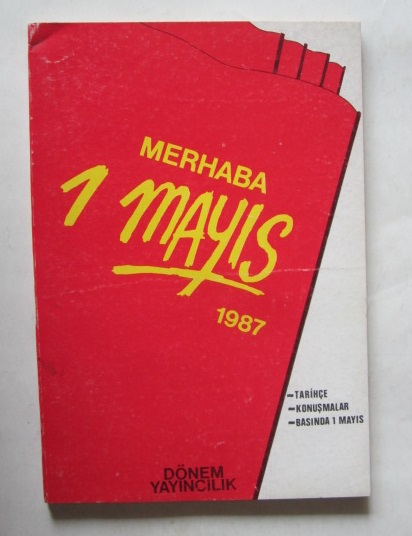 MERHABA
1 MAYIS
1987
-TARİHÇE
-KONUŞMALAR
-BASINDA 1 MAYIS
DÖNEM
YAYINCILIK